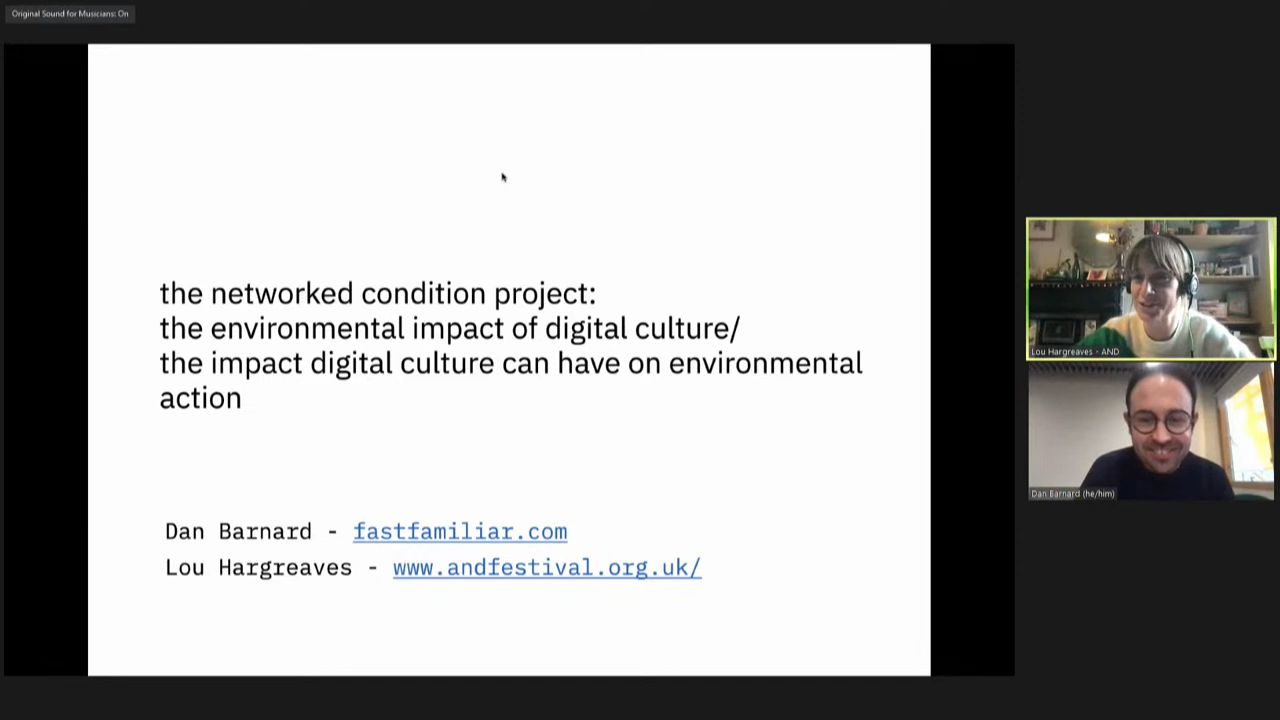 Original Sound for Musicians: On
the networked condition project:
the environmental impact of digital culture/
the impact digital culture can have on environmental
action
Dan Barnard - fastfamiliar.com
Lou Hargreaves - www.andfestival.org.uk/
Lou Hargreaves - AND
Dan Barnard (he/him)